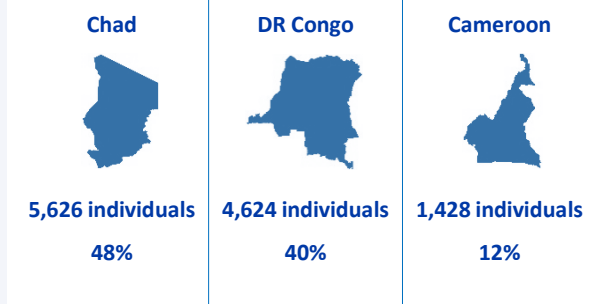 Chad
5,626 individuals
48%
DR Congo
4,624 individuals
40%
Cameroon
1,428 individuals
12%